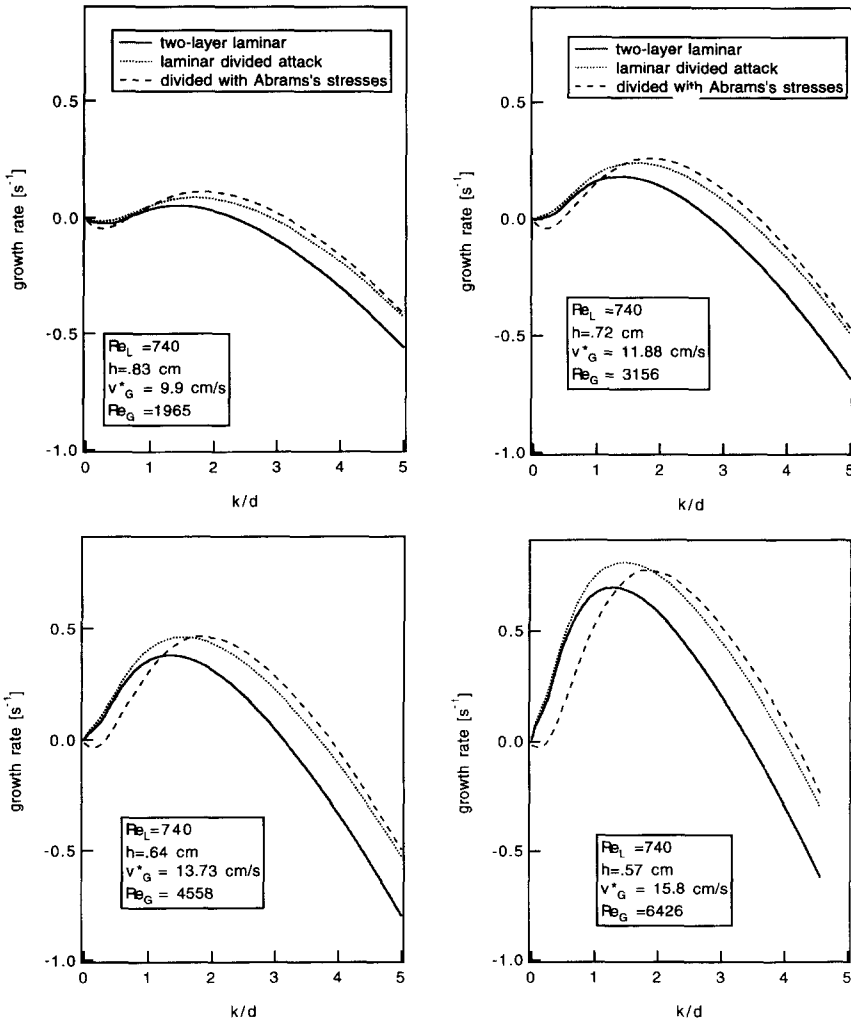 two-layer laminar
laminar divided attack
divided with Abrams's stresses
0.5
0.0
-0.5
-1.0
growth rate [s⁻¹]
Re_L =740
h=.83 cm
v*_G = 9.9 cm/s
Re_G =1965
0 1 2 3 4 5
k/d
two-layer laminar
laminar divided attack
divided with Abrams's stresses
0.5
0.0
-0.5
-1.0
growth rate [s⁻¹]
Re_L =740
h=.72 cm
v*_G = 11.88 cm/s
Re_G = 3156
0 1 2 3 4 5
k/d
0.5
0.0
-0.5
-1.0
growth rate [s⁻¹]
Re_L=740
h=.64 cm
v*_G = 13.73 cm/s
Re_G = 4558
0 1 2 3 4 5
k/d
0.5
0.0
-0.5
-1.0
growth rate [s⁻¹]
Re_L=740
h=.57 cm
v*_G = 15.8 cm/s
Re_G =6426
0 1 2 3 4 5
k/d